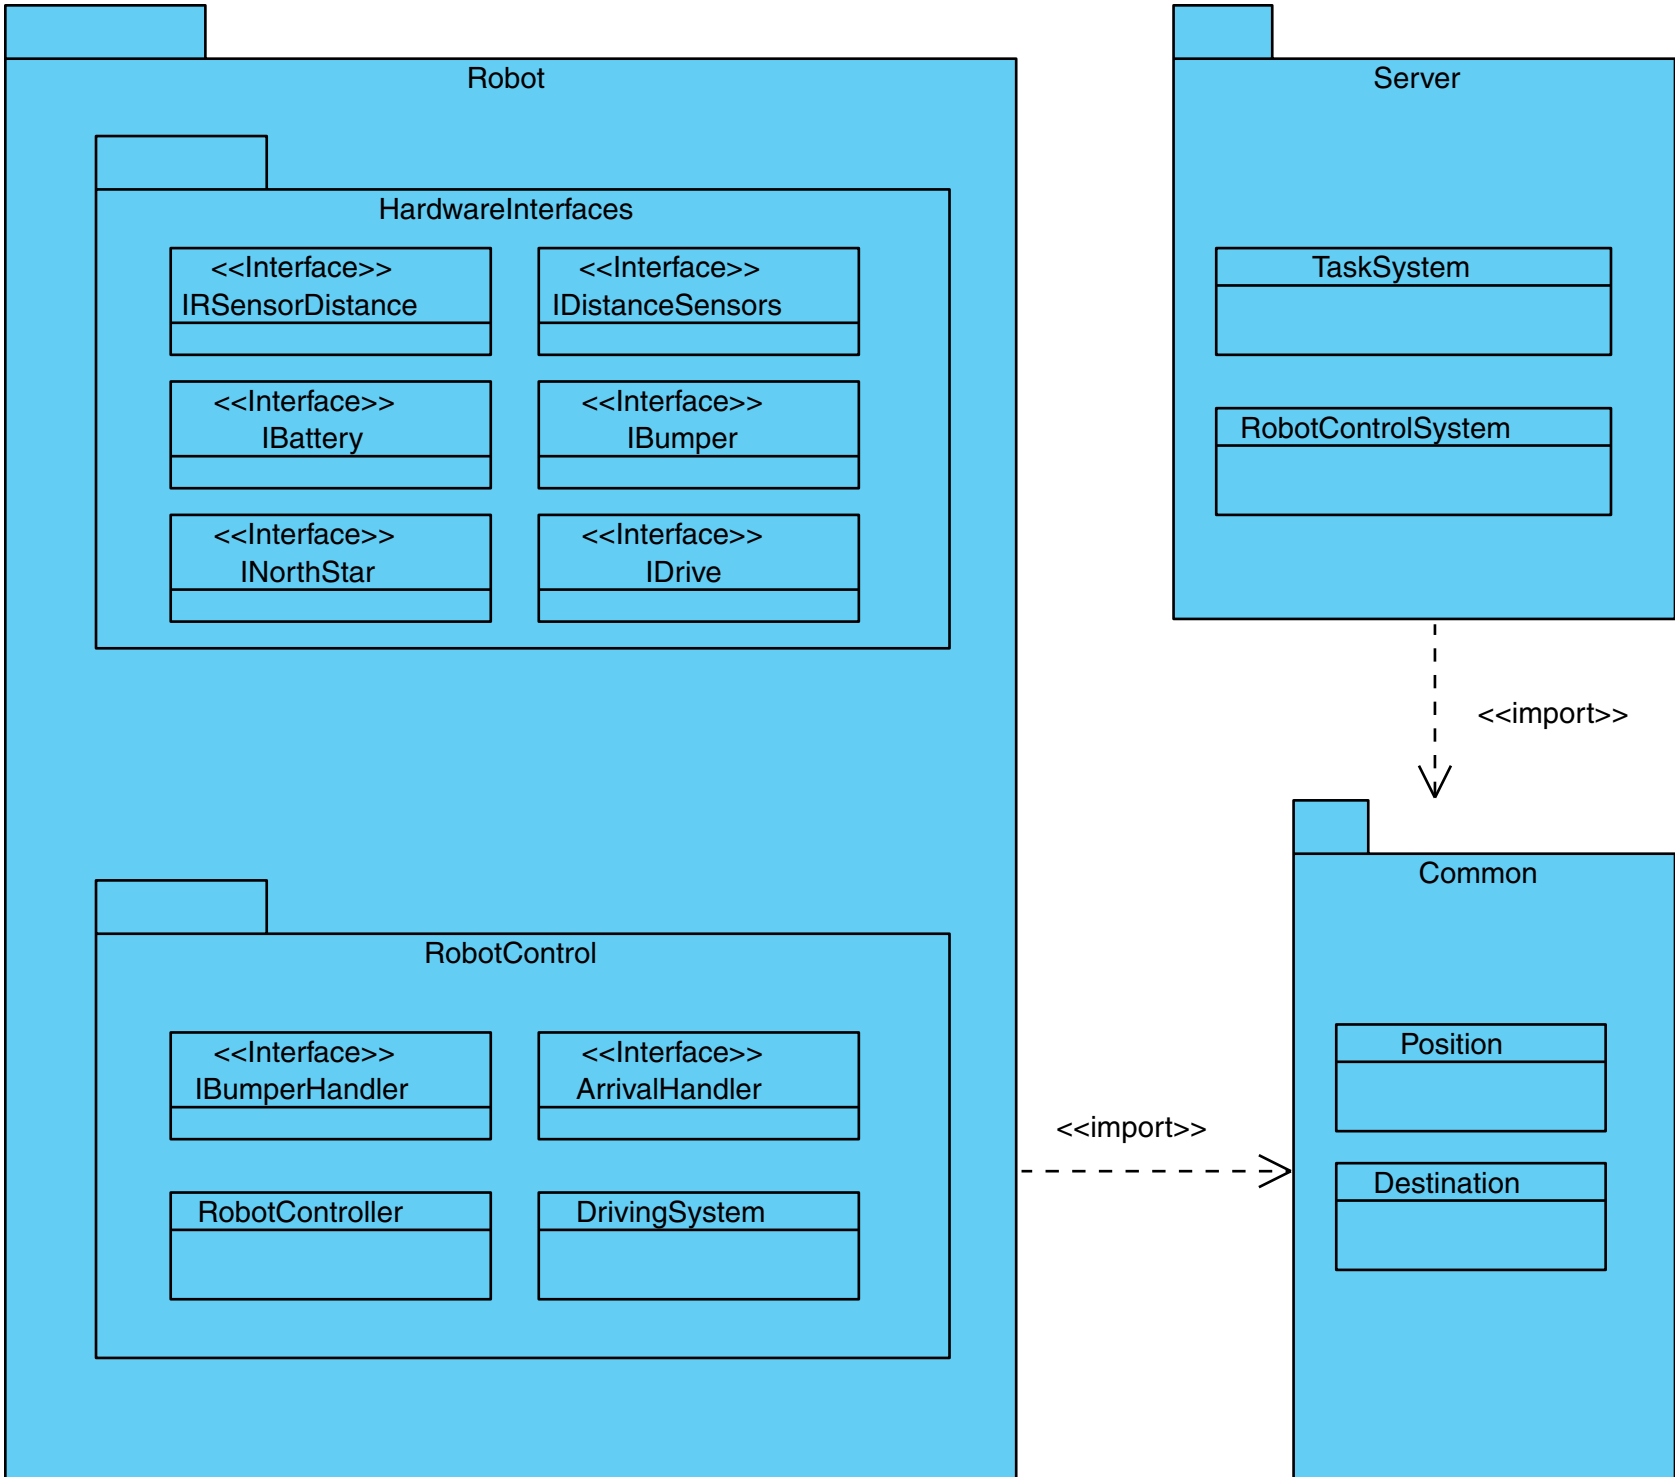 Robot
HardwareInterfaces
<<Interface>>
IRSensorDistance
<<Interface>>
IDistanceSensors
<<Interface>>
IBattery
<<Interface>>
IBumper
<<Interface>>
INorthStar
<<Interface>>
IDrive
RobotControl
<<Interface>>
IBumperHandler
<<Interface>>
ArrivalHandler
RobotController
DrivingSystem
<<import>>
Server
TaskSystem
RobotControlSystem
<<import>>
Common
Position
Destination